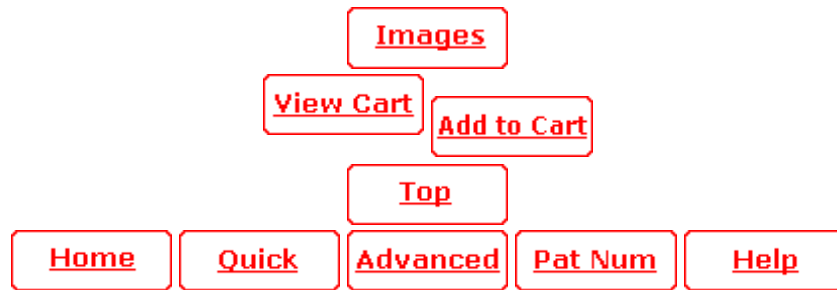 Images
View Cart
Add to Cart
Top
Home Quick Advanced Pat Num Help